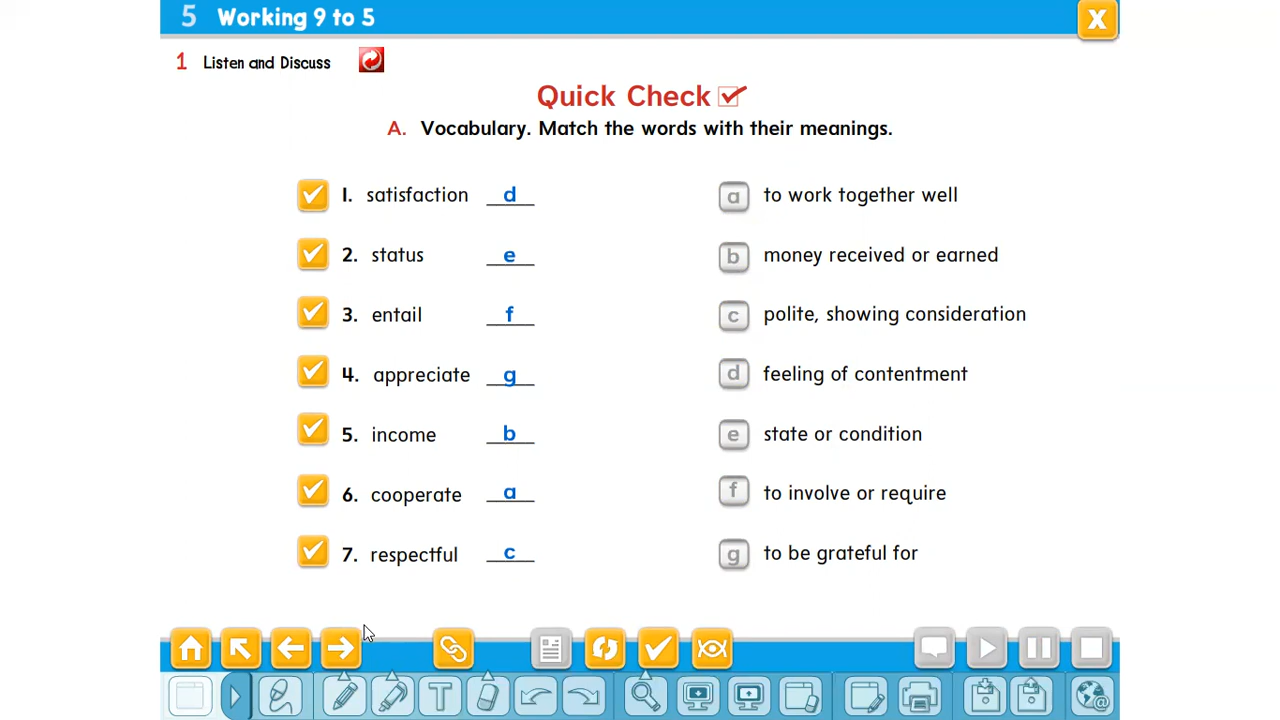 5 Working 9 to 5
X
1 Listen and Discuss
Quick Check
A. Vocabulary. Match the words with their meanings.
1. satisfaction d a to work together well
2. status e b money received or earned
3. entail f c polite, showing consideration
4. appreciate g d feeling of contentment
5. income b e state or condition
6. cooperate a f to involve or require
7. respectful c g to be grateful for
T
@